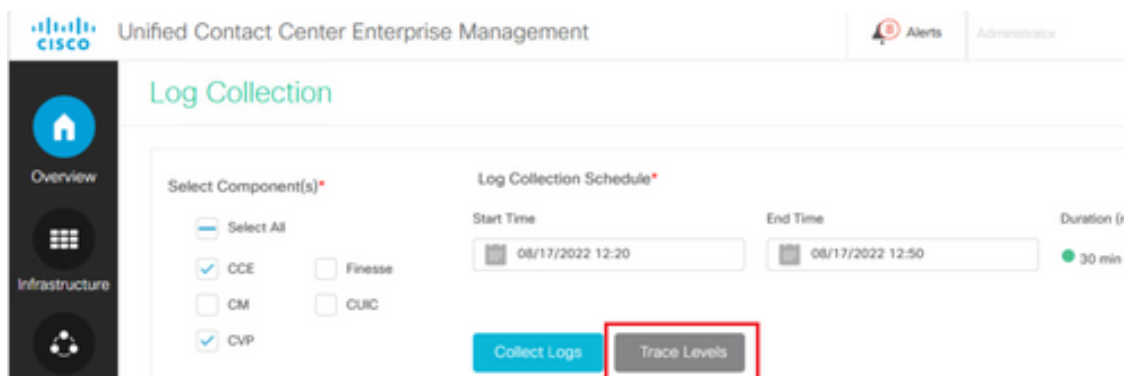 CISCO
Unified Contact Center Enterprise Management
8
Alerts
Administrator
Log Collection
Overview
Infrastructure
Select Component(s)*
Select All
CCE
Finesse
CM
CUIC
CVP
Log Collection Schedule*
Start Time
End Time
Duration (
08/17/2022 12:20
08/17/2022 12:50
30 min
Collect Logs
Trace Levels